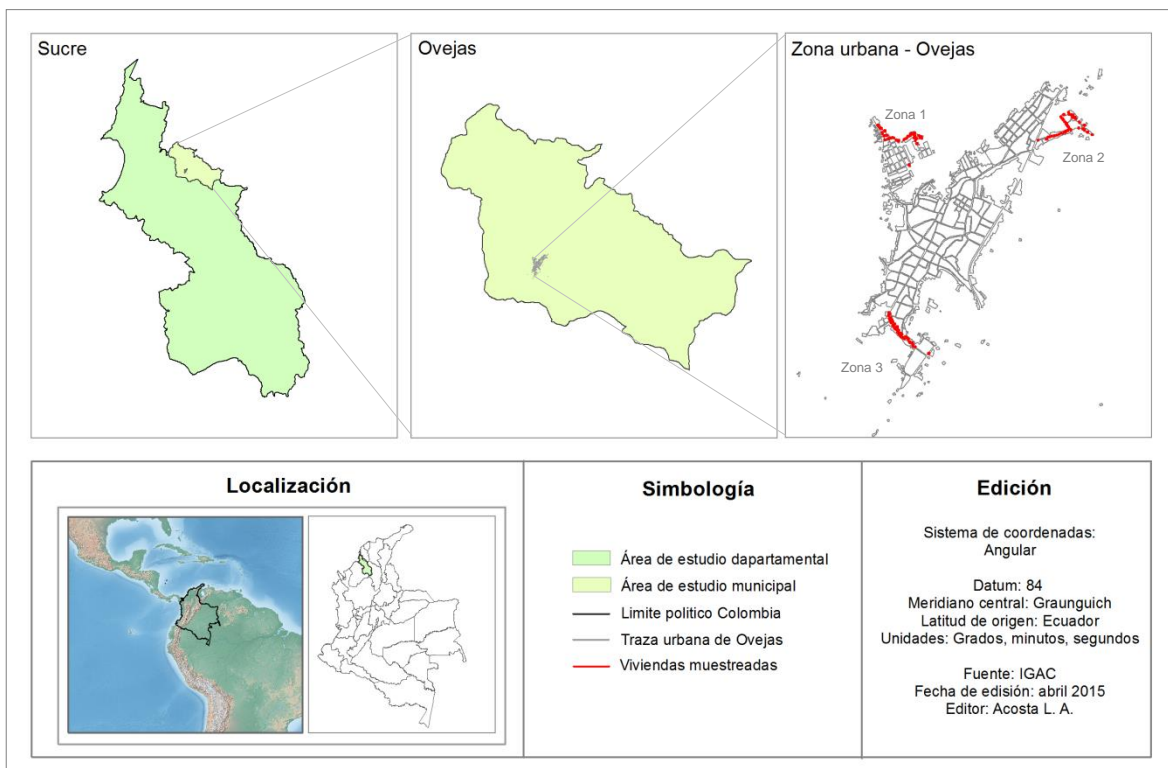 Sucre
Ovejas
Zona urbana - Ovejas
Zona 1
Zona 2
Zona 3
Localización
Simbología
Área de estudio dapartamental
Área de estudio municipal
Limite politico Colombia
Traza urbana de Ovejas
Viviendas muestreadas
Edición
Sistema de coordenadas:
Angular
Datum: 84
Meridiano central: Graunguich
Latitud de origen: Ecuador
Unidades: Grados, minutos, segundos
Fuente: IGAC
Fecha de edisión: abril 2015
Editor: Acosta L. A.